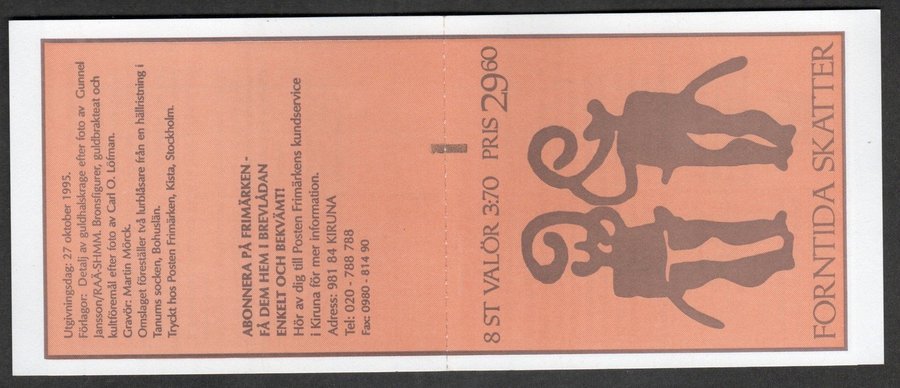 Utgivningsdag: 27 oktober 1995.
Förlagor: Detalj av guldhalskrage efter foto av Gunnel
Jansson/RAÄ-SHMM. Bronsfigurer, guldbrakteat och
kultföremål efter foto av Carl O. Löfman.
Gravör: Martin Mörck.
Omslaget föreställer två lurblåsare från en hällristning i
Tanums socken, Bohuslän.
Tryckt hos Posten Frimärken, Kista, Stockholm.
ABONNERA PÅ FRIMÄRKEN -
FÅ DEM HEM I BREVLÅDAN
ENKELT OCH BEKVÄMT!
Hör av dig till Posten Frimärkens kundservice
i Kiruna för mer information.
Adress: 981 84 KIRUNA
Tel: 020 - 788 788
Fax: 0980 - 814 90
8 ST VALÖR 3:70 PRIS 29:60
FORNTIDA SKATTER